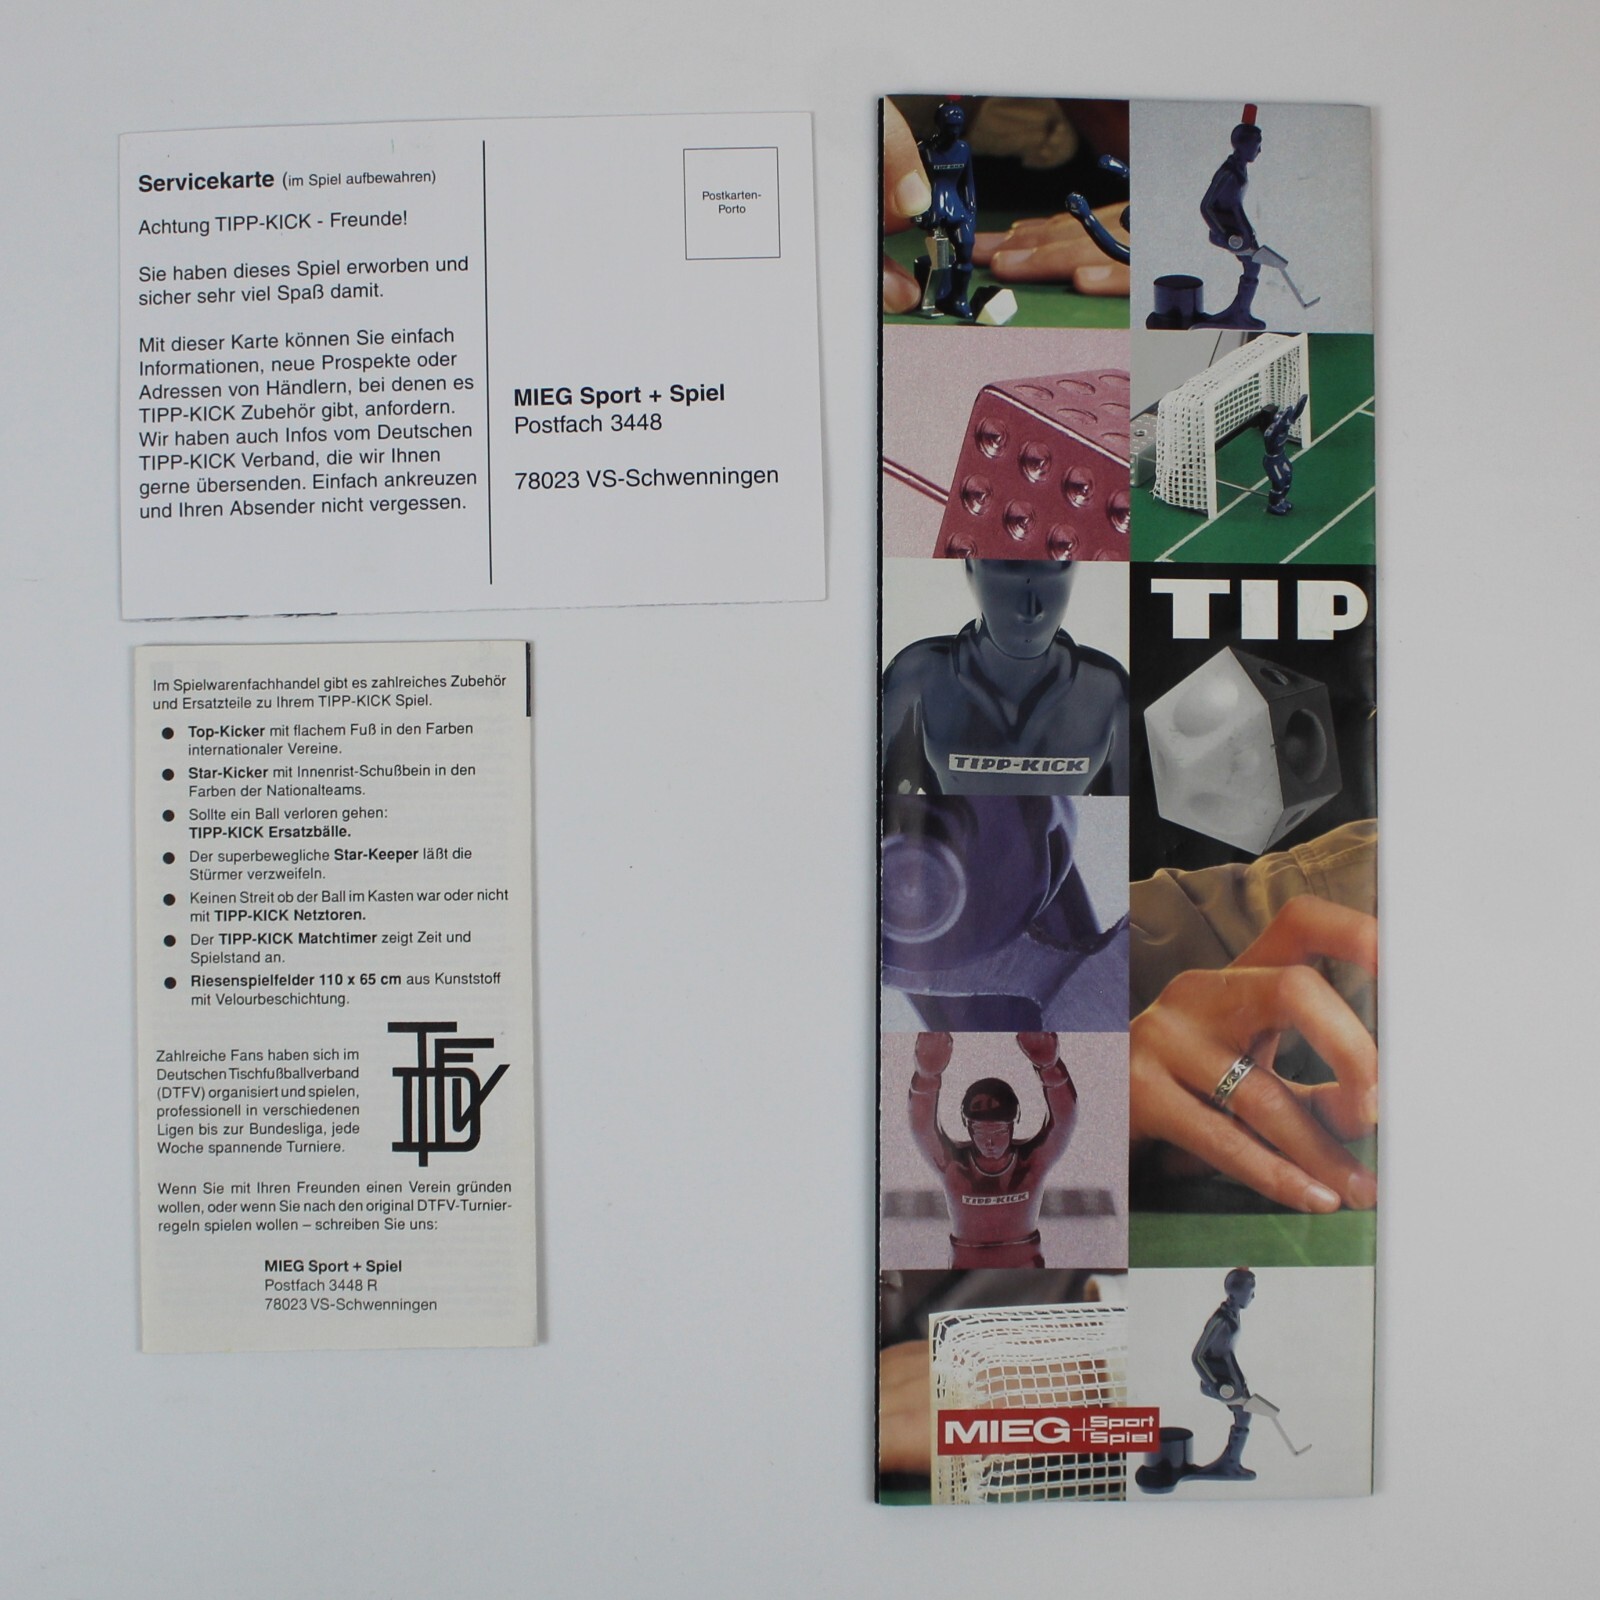 Servicekarte (im Spiel aufbewahren)
Achtung TIPP-KICK - Freunde!
Sie haben dieses Spiel erworben und
sicher sehr viel Spaß damit.
Mit dieser Karte können Sie einfach
Informationen, neue Prospekte oder
Adressen von Händlern, bei denen es
TIPP-KICK Zubehör gibt, anfordern.
Wir haben auch Infos vom Deutschen
TIPP-KICK Verband, die wir Ihnen
gerne übersenden. Einfach ankreuzen
und Ihren Absender nicht vergessen.
Postkarten-
Porto
MIEG Sport + Spiel
Postfach 3448
78023 VS-Schwenningen
Im Spielwarenfachhandel gibt es zahlreiches Zubehör
und Ersatzteile zu Ihrem TIPP-KICK Spiel.
● Top-Kicker mit flachem Fuß in den Farben
internationaler Vereine.
● Star-Kicker mit Innenrist-Schußbein in den
Farben der Nationalteams.
● Sollte ein Ball verloren gehen:
TIPP-KICK Ersatzbälle.
● Der superbewegliche Star-Keeper läßt die
Stürmer verzweifeln.
● Keinen Streit ob der Ball im Kasten war oder nicht
mit TIPP-KICK Netztoren.
● Der TIPP-KICK Matchtimer zeigt Zeit und
Spielstand an.
● Riesenspielfelder 110 x 65 cm aus Kunststoff
mit Velourbeschichtung.
Zahlreiche Fans haben sich im
Deutschen Tischfußballverband
(DTFV) organisiert und spielen,
professionell in verschiedenen
Ligen bis zur Bundesliga, jede
Woche spannende Turniere.
DTFV
Wenn Sie mit Ihren Freunden einen Verein gründen
wollen, oder wenn Sie nach den original DTFV-Turnier-
regeln spielen wollen – schreiben Sie uns:
MIEG Sport + Spiel
Postfach 3448 R
78023 VS-Schwenningen
TIPP-KICK
TIP
TIPP-KICK
TIPP-KICK
MIEG + Sport
Spiel